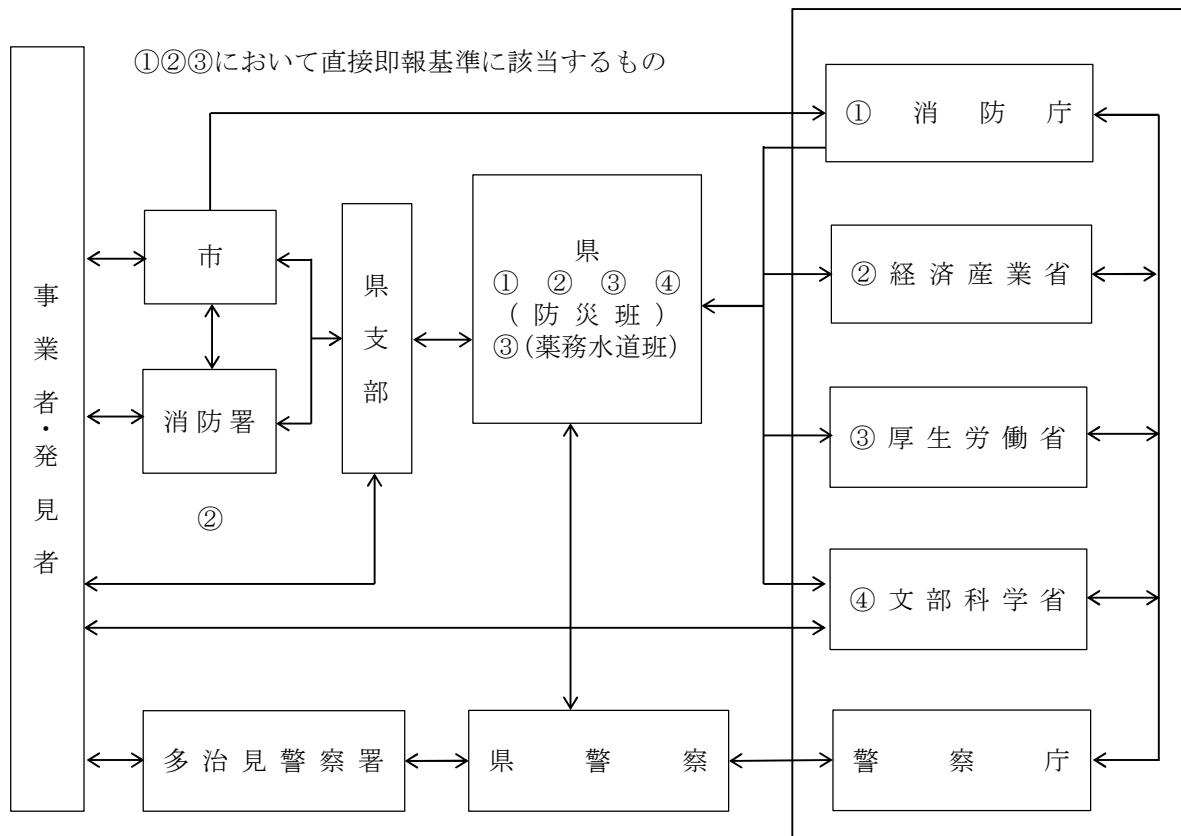 ①②③において直接即報基準に該当するもの
事業者・発見者
市
消防署
②
県支部
県
① ② ③ ④
(防災班)
③(薬務水道班)
① 消防庁
② 経済産業省
③ 厚生労働省
④ 文部科学省
多治見警察署
県警察
警察庁